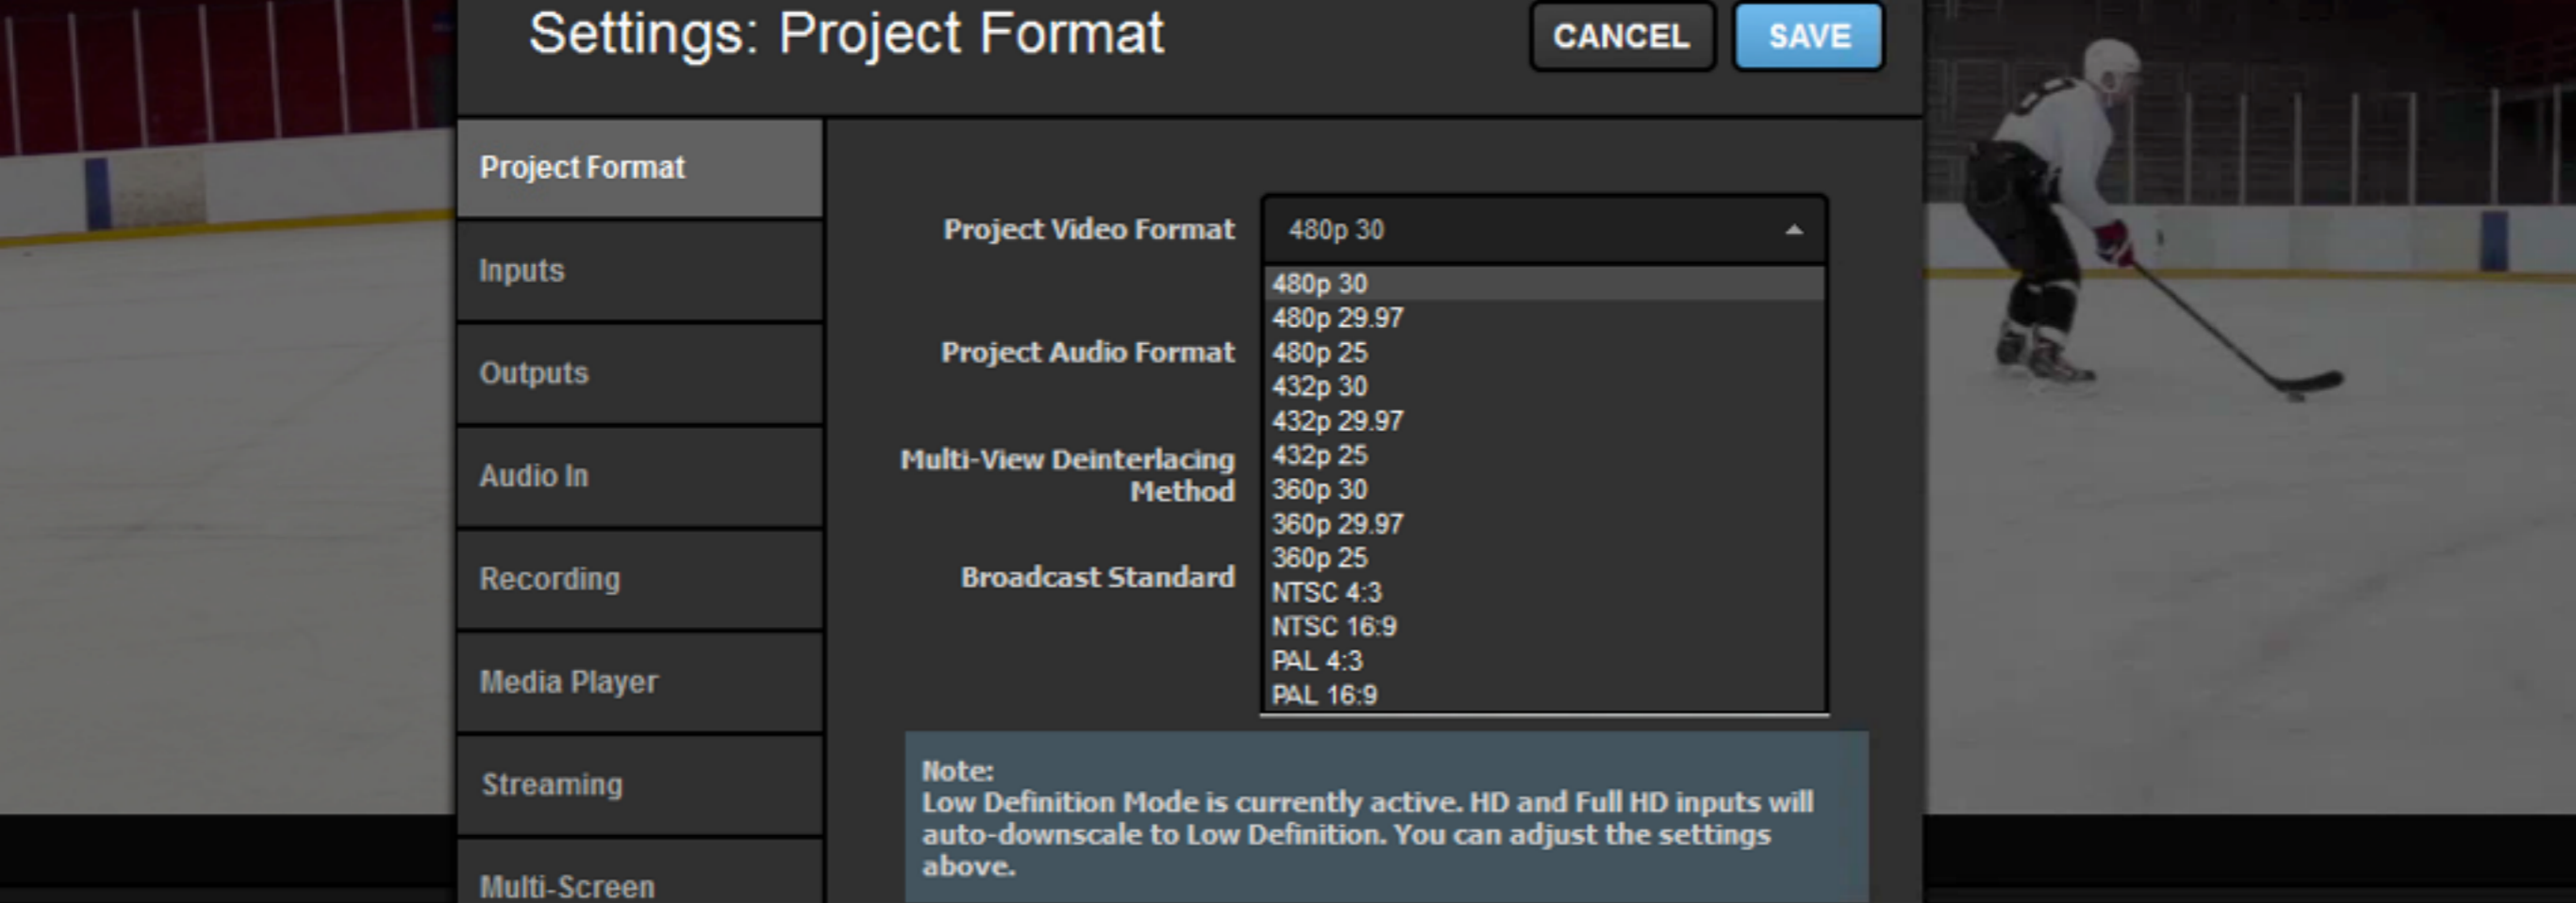 Settings: Project Format
CANCEL
SAVE
Project Format
Inputs
Outputs
Audio In
Recording
Media Player
Streaming
Multi-Screen
Project Video Format
480p 30
480p 30
480p 29.97
480p 25
432p 30
432p 29.97
432p 25
360p 30
360p 29.97
360p 25
NTSC 4:3
NTSC 16:9
PAL 4:3
PAL 16:9
Project Audio Format
Multi-View Deinterlacing
Method
Broadcast Standard
Note:
Low Definition Mode is currently active. HD and Full HD inputs will
auto-downscale to Low Definition. You can adjust the settings
above.